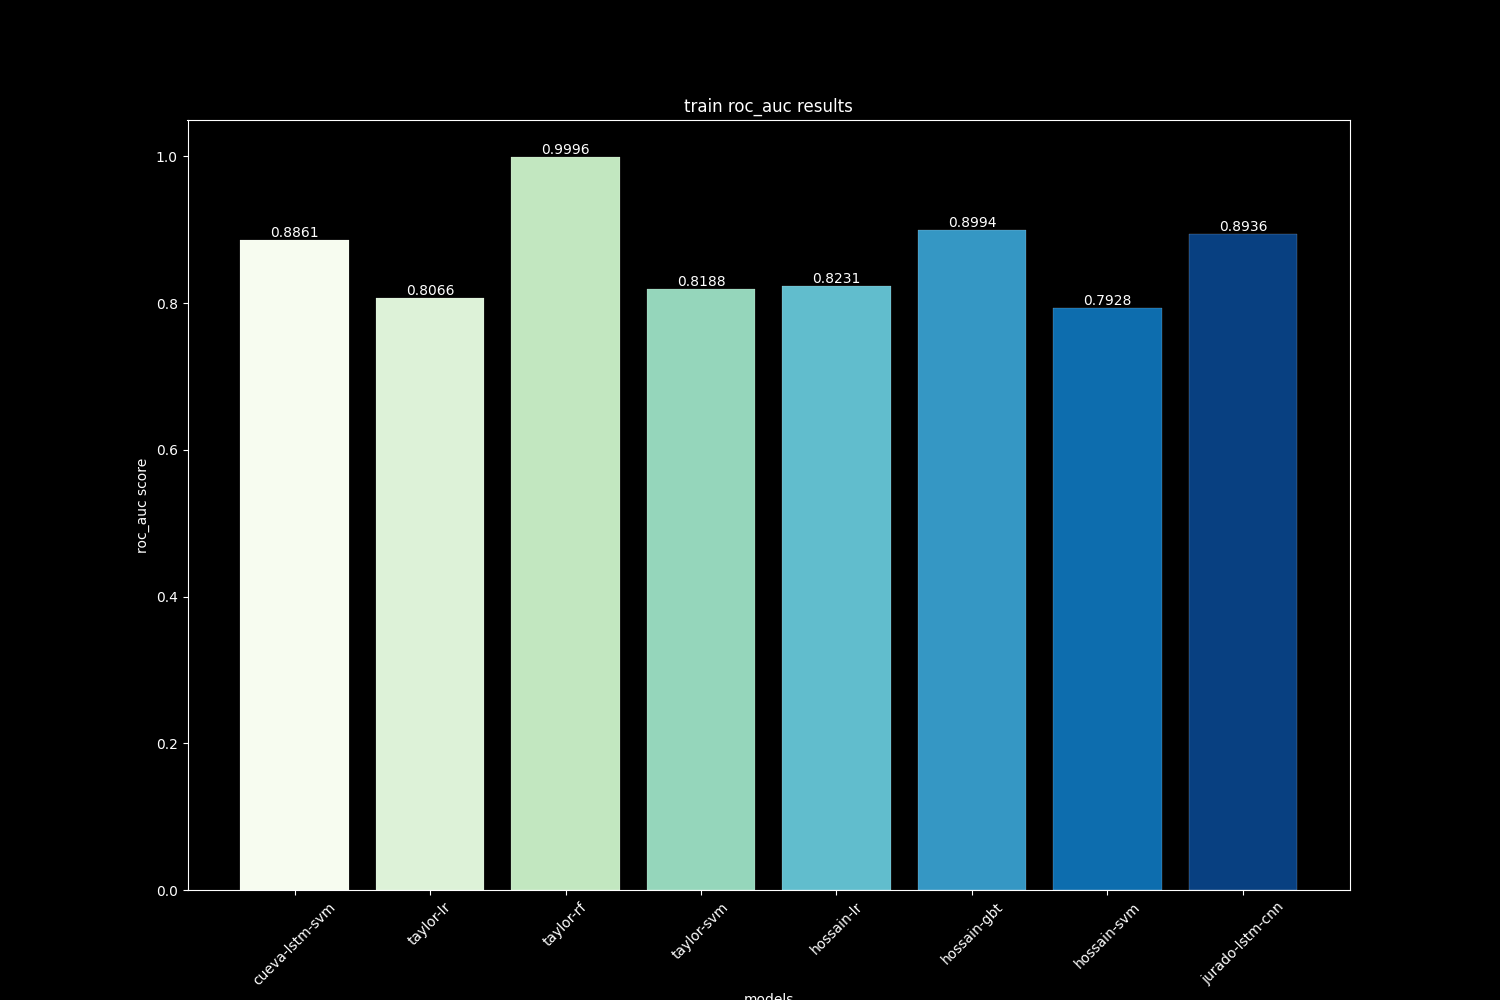 train roc_auc results
roc_auc score
1.0
0.8
0.6
0.4
0.2
0.0
0.8861
0.8066
0.9996
0.8188
0.8231
0.8994
0.7928
0.8936
cueva-lstm-svm
taylor-lr
taylor-rf
taylor-svm
hossain-lr
hossain-gbt
hossain-svm
jurado-lstm-cnn
models